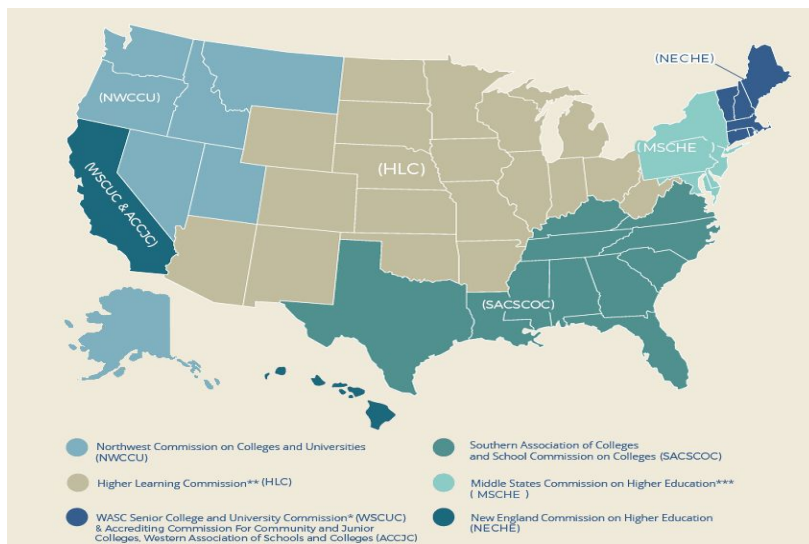 (NECHE)
(NWCCU)
(MSCHE )
(HLC)
(WSCUC & ACCJC)
(SACSCOC)
Northwest Commission on Colleges and Universities
(NWCCU)
Higher Learning Commission** (HLC)
WASC Senior College and University Commission* (WSCUC)
& Accrediting Commission For Community and Junior
Colleges, Western Association of Schools and Colleges (ACCJC)
Southern Association of Colleges
and School Commission on Colleges (SACSCOC)
Middle States Commission on Higher Education***
( MSCHE )
New England Commission on Higher Education
(NECHE)